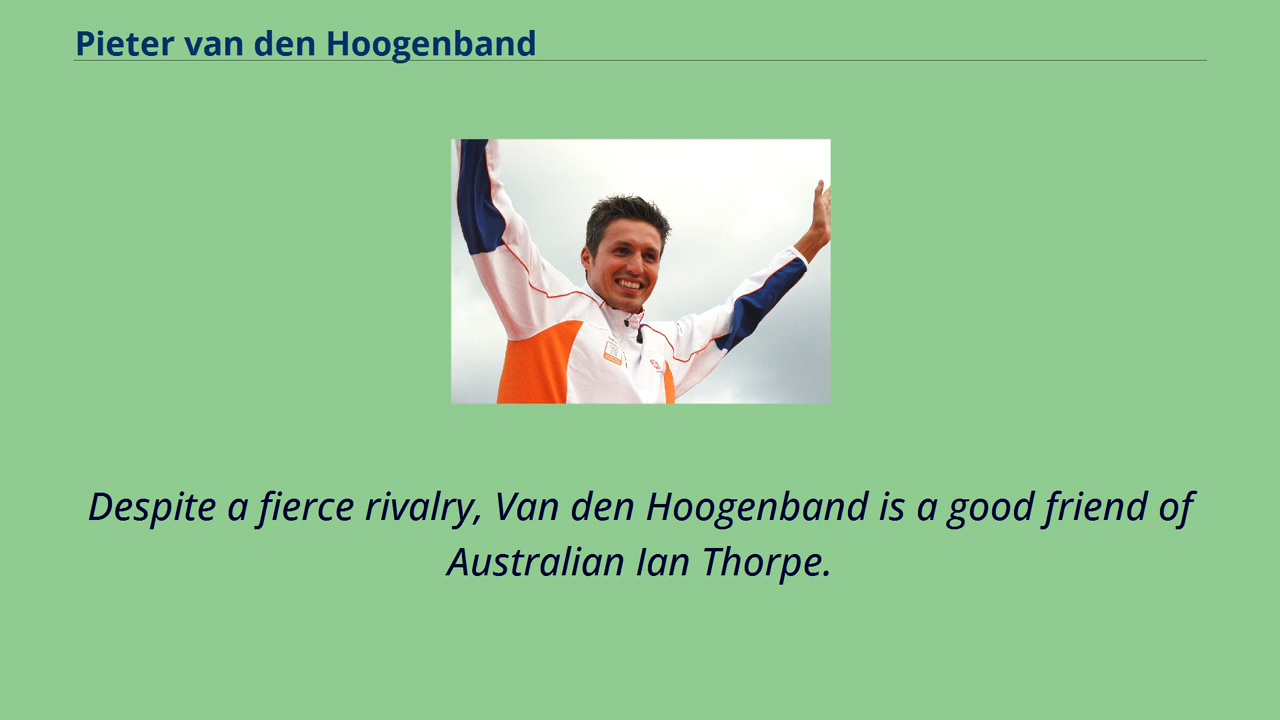 Pieter van den Hoogenband
Despite a fierce rivalry, Van den Hoogenband is a good friend of
Australian Ian Thorpe.